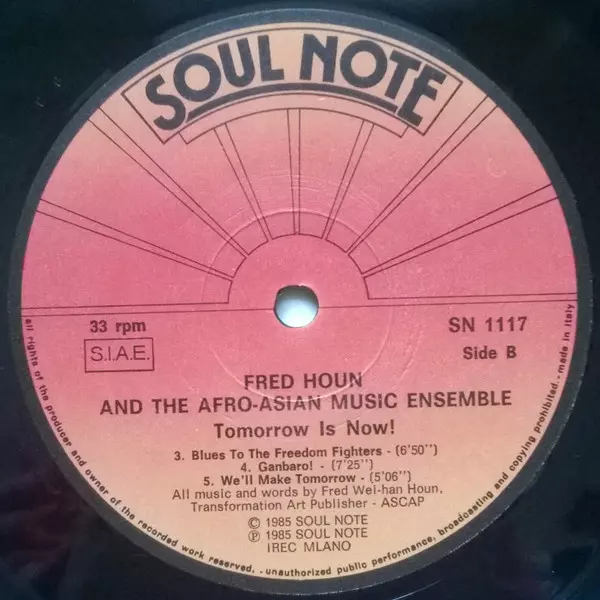 SOUL NOTE
33 rpm
S.I.A.E.
SN 1117
Side B
FRED HOUN
AND THE AFRO-ASIAN MUSIC ENSEMBLE
Tomorrow Is Now!
3. Blues To The Freedom Fighters - (6'50'')
4. Ganbaro! - (7'25'')
5. We'll Make Tomorrow - (5'06'')
All music and words by Fred Wei-han Houn,
Transformation Art Publisher - ASCAP
© 1985 SOUL NOTE
℗ 1985 SOUL NOTE
IREC MLANO
all rights of the producer and owner of the recorded work reserved. - unauthorized public performance, broadcasting and copying prohibited. - made in Italy